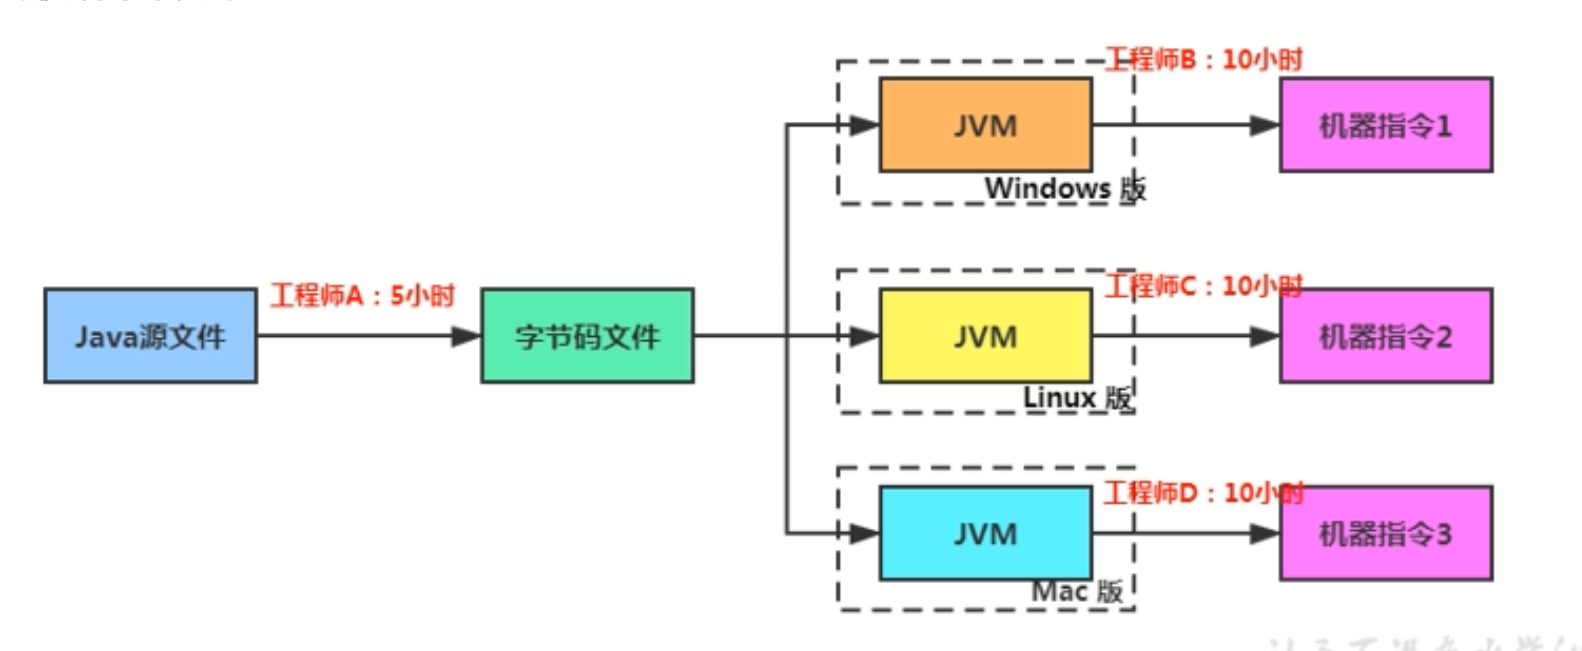 工程师B：10小时
JVM
机器指令1
Windows 版
工程师A：5小时
工程师C：10小时
Java源文件
字节码文件
JVM
机器指令2
Linux 版
工程师D：10小时
JVM
机器指令3
Mac 版